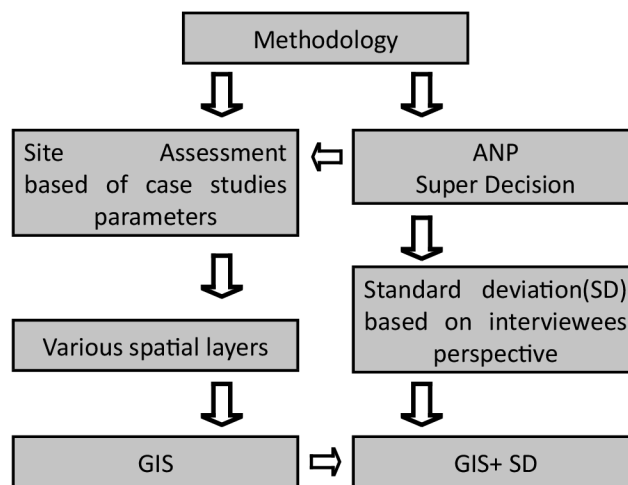 Methodology
Site Assessment
based of case studies
parameters
ANP
Super Decision
Various spatial layers
Standard deviation(SD)
based on interviewees
perspective
GIS
GIS+ SD